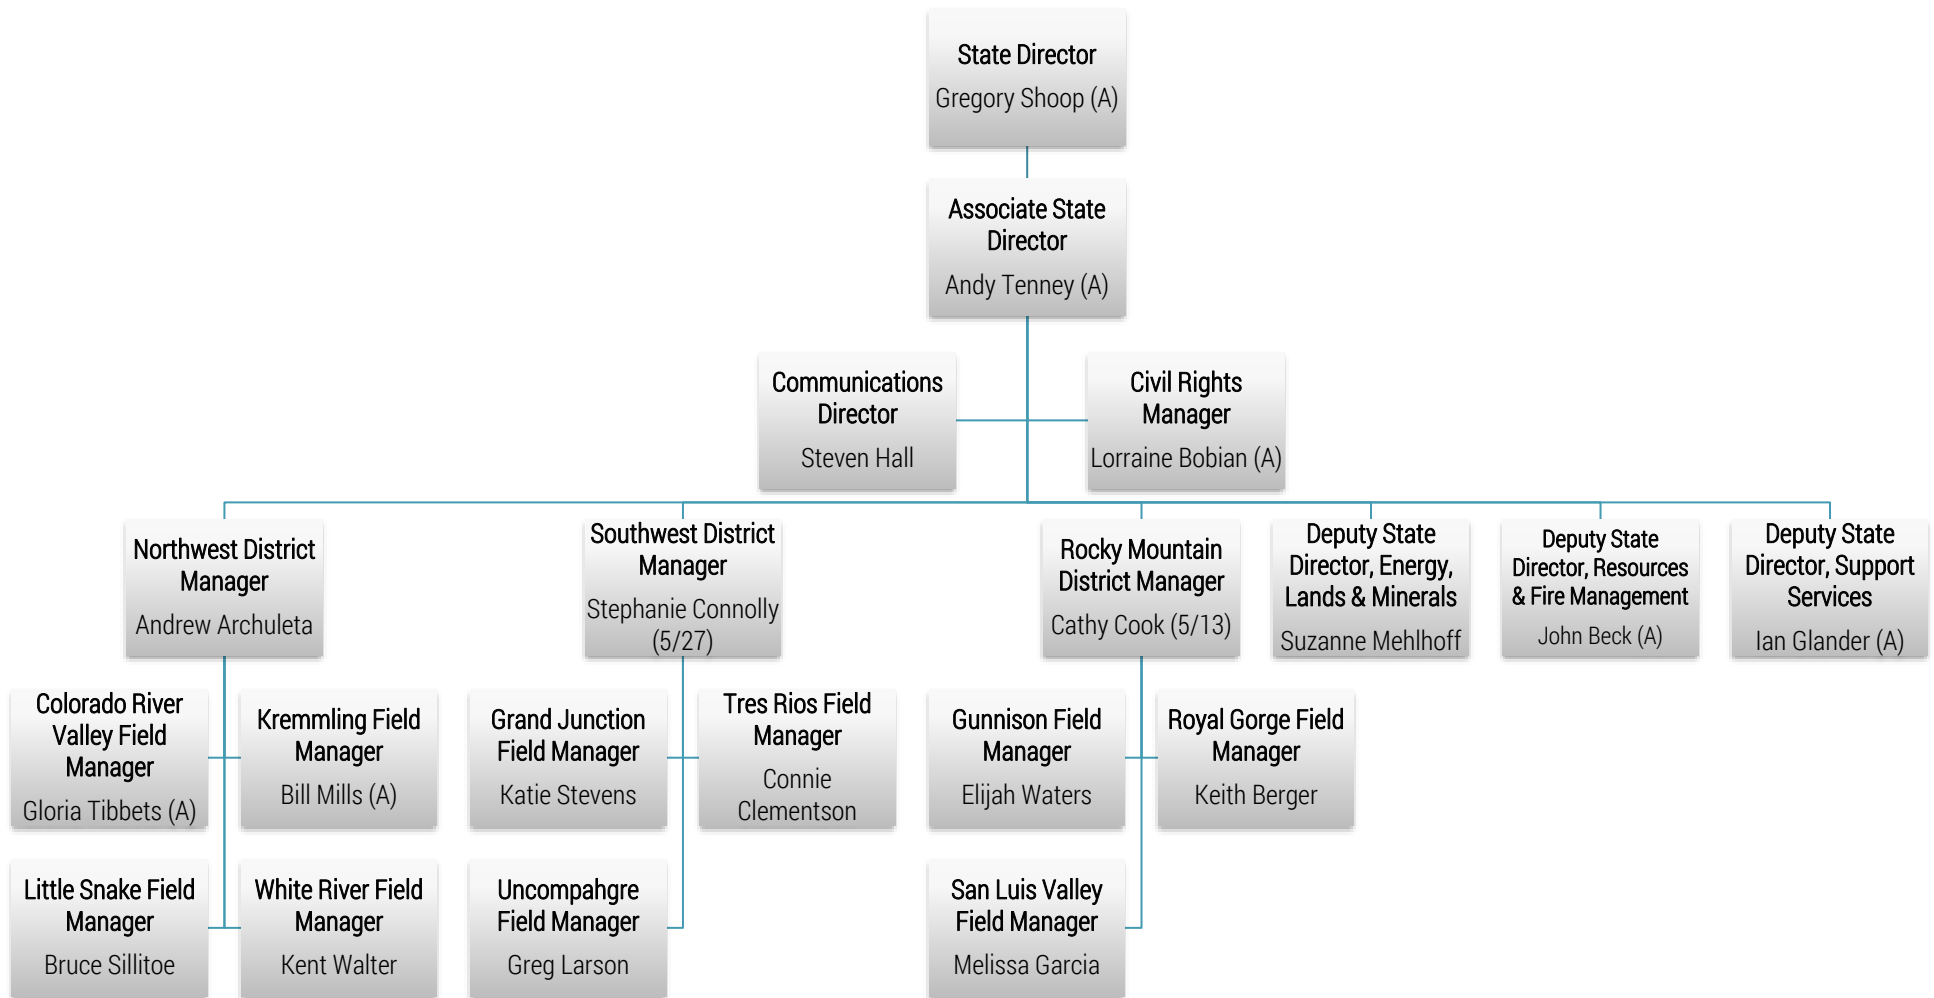 State Director
Gregory Shoop (A)
Associate State
Director
Andy Tenney (A)
Communications
Director
Steven Hall
Civil Rights
Manager
Lorraine Bobian (A)
Northwest District
Manager
Andrew Archuleta
Southwest District
Manager
Stephanie Connolly
(5/27)
Rocky Mountain
District Manager
Cathy Cook (5/13)
Deputy State
Director, Energy,
Lands & Minerals
Suzanne Mehlhoff
Deputy State
Director, Resources
& Fire Management
John Beck (A)
Deputy State
Director, Support
Services
Ian Glander (A)
Colorado River
Valley Field
Manager
Gloria Tibbets (A)
Kremmling Field
Manager
Bill Mills (A)
Grand Junction
Field Manager
Katie Stevens
Tres Rios Field
Manager
Connie
Clementson
Gunnison Field
Manager
Elijah Waters
Royal Gorge Field
Manager
Keith Berger
Little Snake Field
Manager
Bruce Sillitoe
White River Field
Manager
Kent Walter
Uncompahgre
Field Manager
Greg Larson
San Luis Valley
Field Manager
Melissa Garcia